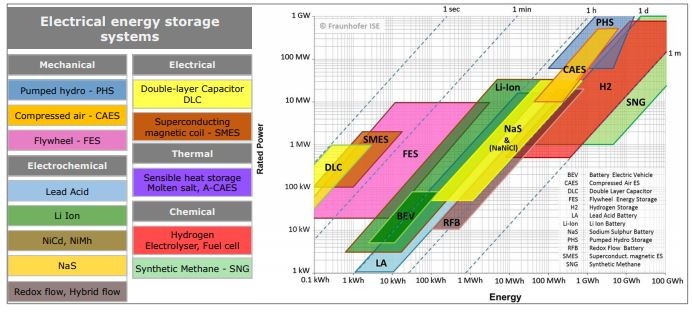 Electrical energy storage
systems
Mechanical
Pumped hydro - PHS
Compressed air - CAES
Flywheel - FES
Electrochemical
Lead Acid
Li Ion
NiCd, NiMh
NaS
Redox flow, Hybrid flow
Electrical
Double-layer Capacitor
DLC
Superconducting
magnetic coil - SMES
Thermal
Sensible heat storage
Molten salt, A-CAES
Chemical
Hydrogen
Electrolyser, Fuel cell
Synthetic Methane - SNG
1 sec
1 min
1 h
1 d
1 m
© Fraunhofer ISE
Rated Power
1 GW
100 MW
10 MW
1 MW
100 kW
10 kW
1 kW
PHS
CAES
Li-Ion
H2
SNG
NaS
&
(NaNiCl)
SMES
FES
DLC
BEV
RFB
LA
BEV Battery Electric Vehicle
CAES Compressed Air ES
DLC Double Layer Capacitor
FES Flywheel Energy Storage
H2 Hydrogen Storage
LA Lead Acid Battery
Li-Ion Li Ion Battery
NaS Sodium Sulphur Battery
PHS Pumped Hydro Storage
RFB Redox Flow Battery
SMES Superconduct. magnetic ES
SNG Synthetic Methane
0.1 kWh
1 kWh
10 kWh
100 kWh
1 MWh
10 MWh
100 MWh
1 GWh
10 GWh
100 GWh
Energy